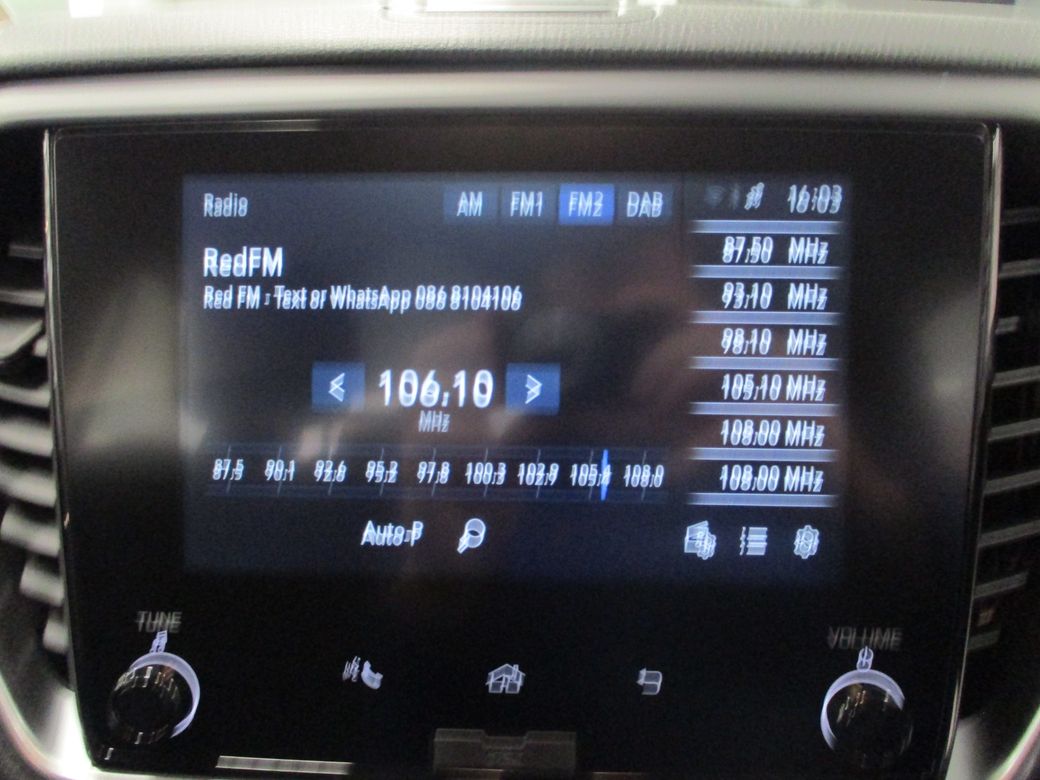 Radio AM FM1 FM2 DAB 16:03
RedFM
Red FM - Text or WhatsApp 086 8104106
87.50 MHz
93.10 MHz
98.10 MHz
105.10 MHz
108.00 MHz
108.00 MHz
106.10
MHz
87.5 90.1 92.6 95.2 97.8 100.3 102.9 105.4 108.0
Auto.P
TUNE
VOLUME